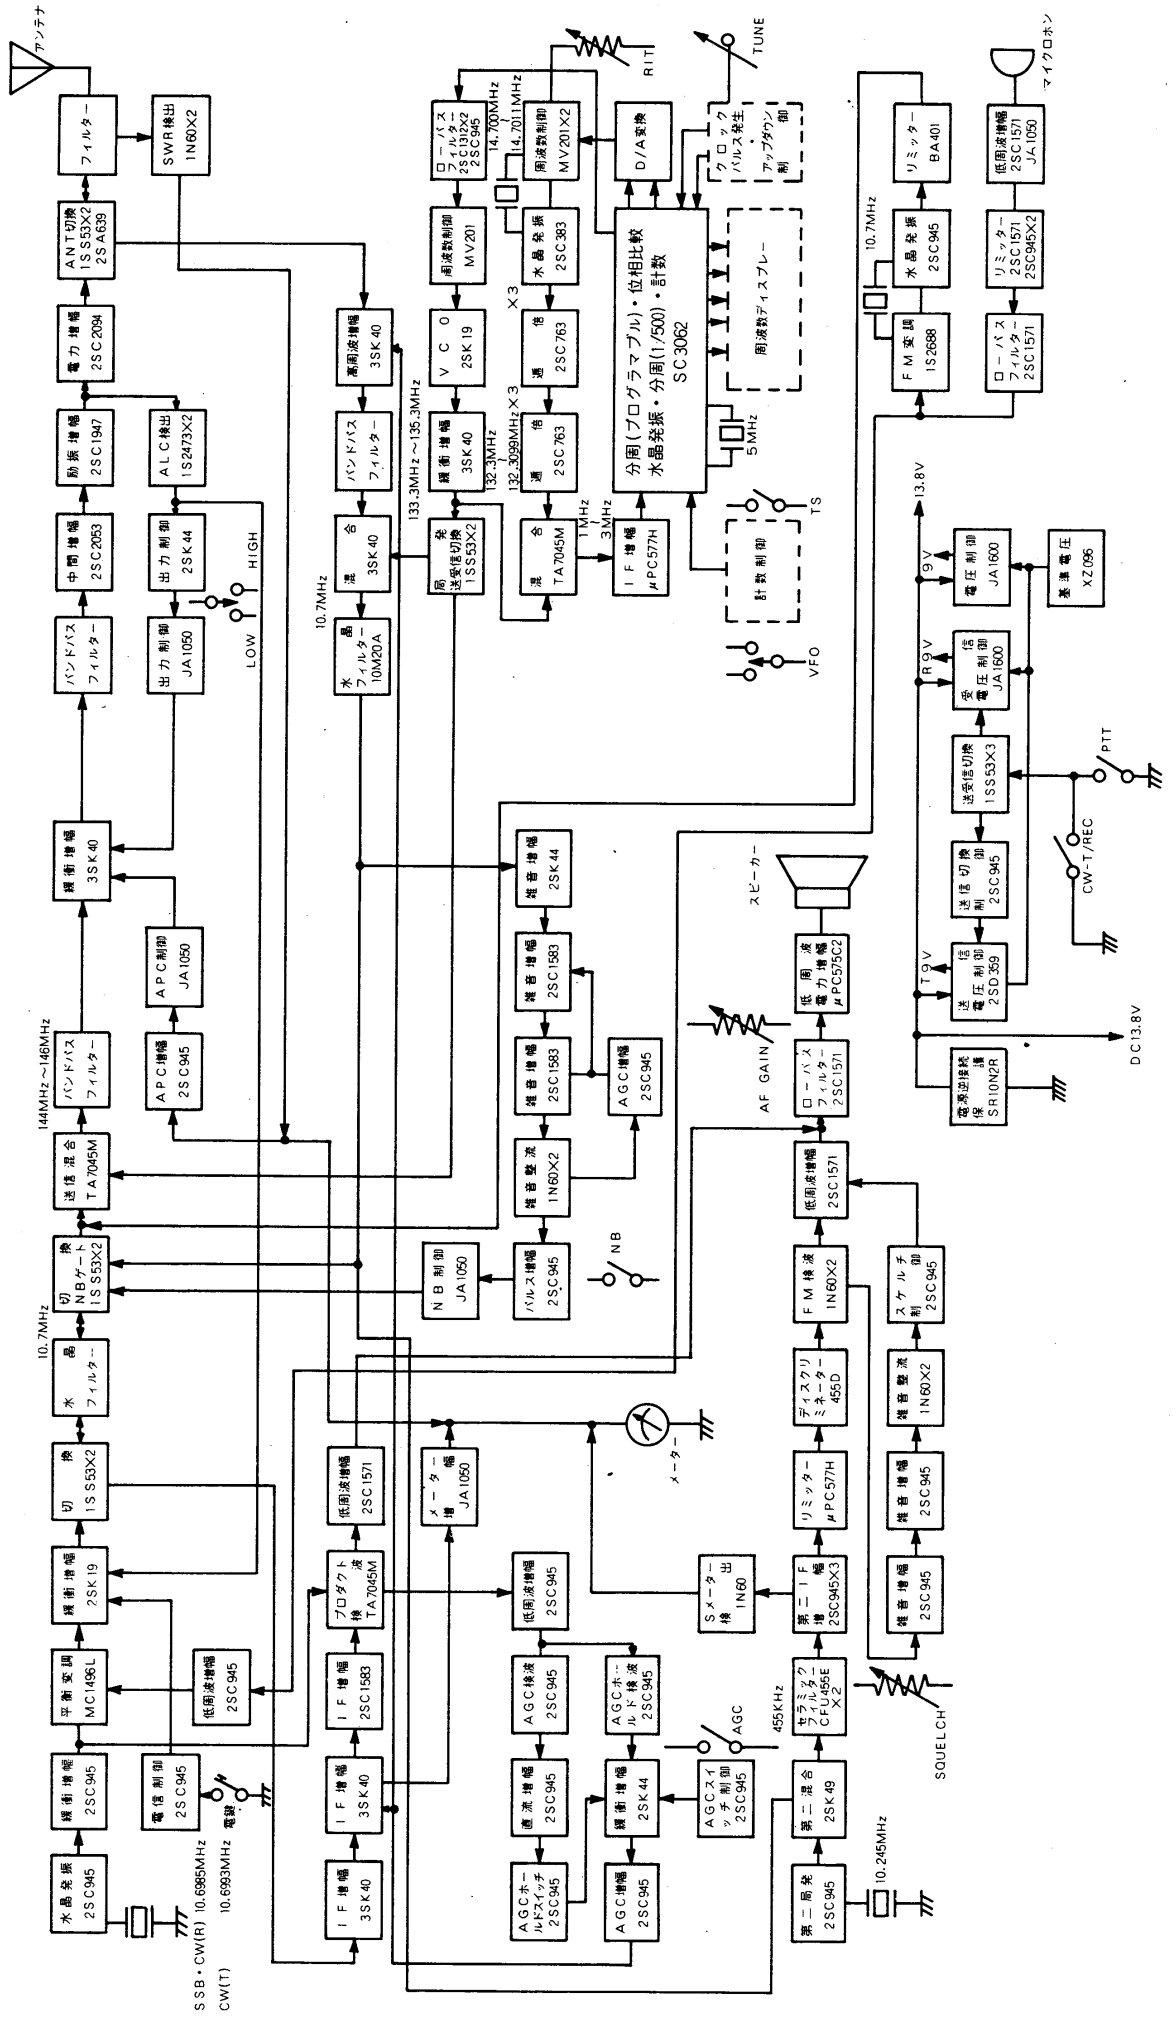 水晶発振
2SC945
緩衝増幅
2SC945
平衡変調
MC1496L
緩衝増幅
2SK19
切換
1SS53X2
水晶
フィルター
10.7MHz
切換
NBゲート
1SS53X2
送信混合
TA7045M
144MHz～146MHz
バンドパス
フィルター
緩衝増幅
3SK40
バンドパス
フィルター
中間増幅
2SC2053
励振増幅
2SC1947
電力増幅
2SC2094
ANT切換
1SS53X2
2SA639
フィルター
アンテナ
SSB・CW(R) 10.6985MHz
CW(T) 10.6993MHz
電信制御
2SC945
電鍵
低周波増幅
2SC945
APC増幅
2SC945
APC制御
JA1050
出力制御
JA1050
出力制御
2SK44
ALC検出
1S2473X2
SWR検出
1N60X2
LOW
HIGH
IF増幅
3SK40
IF増幅
3SK40
IF増幅
2SC1583
プロダクト
検波
TA7045M
低周波増幅
2SC1571
10.7MHz
水晶
フィルター
10M20A
混合
3SK40
バンドパス
フィルター
高周波増幅
3SK40
メーター
増幅
JA1050
NB制御
JA1050
133.3MHz～135.3MHz
局発
送受信切換
1SS53X2
緩衝増幅
3SK40
VCO
2SK19
周波数制御
MV201
ローパス
フィルター
2SC1312X2
2SC945
AGCホー
ルドスイッチ
2SC945
直流増幅
2SC945
AGC検波
2SC945
低周波増幅
2SC945
パルス増幅
2SC945
雑音整流
1N60X2
雑音増幅
2SC1583
雑音増幅
2SC1583
雑音増幅
2SK44
132.3MHz
～
132.3099MHz
X3
X3
混合
TA7045M
逓倍
2SC763
逓倍
2SC763
水晶発振
2SC383
14.700MHz
～
14.7011MHz
周波数制御
MV201X2
RIT
AGC増幅
2SC945
緩衝増幅
2SK44
AGCホー
ルド検波
2SC945
NB
AGC増幅
2SC945
1MHz
～
3MHz
IF増幅
μPC577H
分周(プログラマブル)・位相比較
水晶発振・分周(1/500)・計数
SC3062
D/A変換
AGCスイ
ッチ制御
2SC945
AGC
Sメーター
検出
1N60
メーター
AF GAIN
スピーカー
VFO
計数制御
TS
5MHz
周波数ディスプレー
クロック
パルス発生
・
アップダウン
制御
TUNE
第二局発
2SC945
10.245MHz
第二混合
2SK49
455KHz
セラミック
フィルター
CFU455E
X2
第二IF
増幅
2SC945X3
リミッター
μPC577H
ディスクリ
ミネーター
455D
FM検波
1N60X2
低周波増幅
2SC1571
ローパス
フィルター
2SC1571
低周波
電力増幅
μPC575C2
SQUELCH
雑音増幅
2SC945
雑音増幅
2SC945
雑音整流
1N60X2
スケルチ
制御
2SC945
FM変調
1S2688
10.7MHz
水晶発振
2SC945
リミッター
BA401
電源逆接続
保護
SR10N2R
DC13.8V
T9V
送信
電圧制御
2SD359
送信切換
制御
2SC945
送受信切換
1SS53X3
R9V
受信
電圧制御
JA1600
9V
電圧制御
JA1600
13.8V
基準電圧
XZ096
CW-T/REC
PTT
ローパス
フィルター
2SC1571
リミッター
2SC1571
2SC945X2
低周波増幅
2SC1571
JA1050
マイクロホン